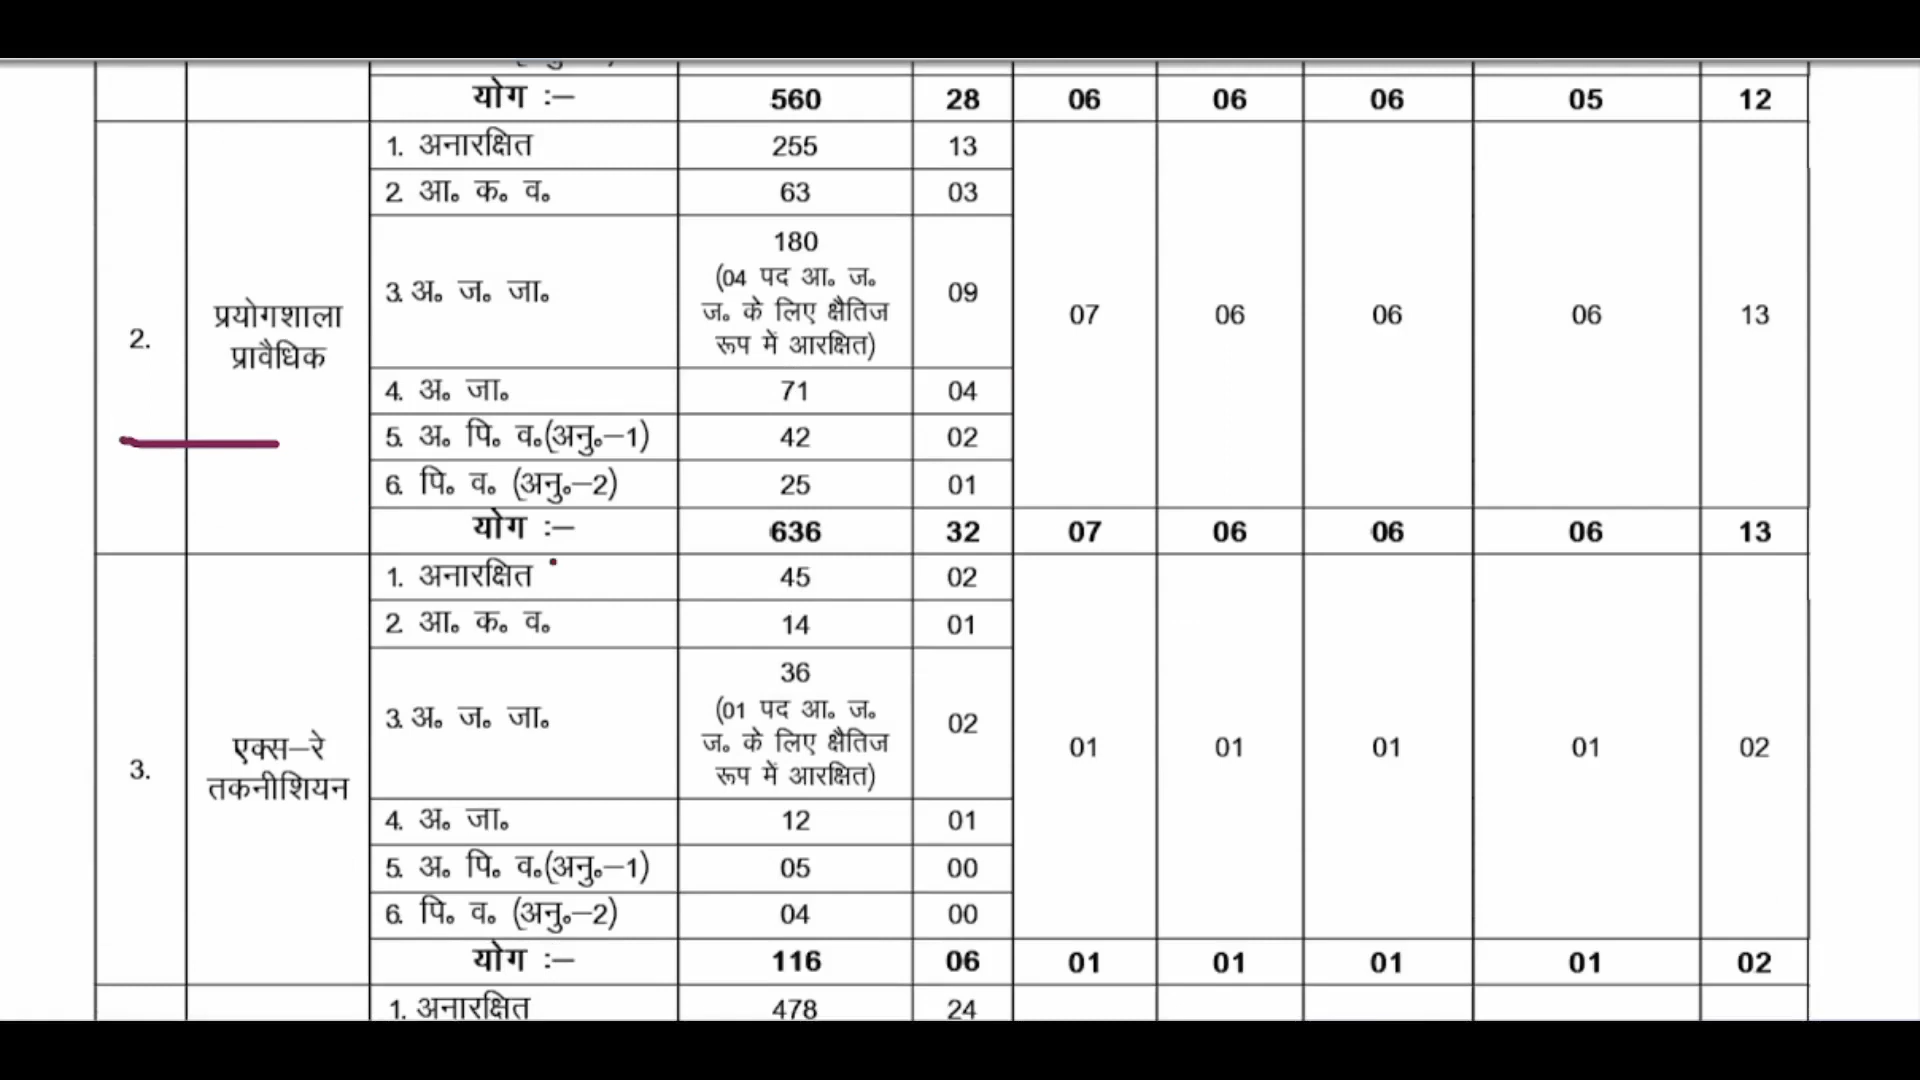 योग :– 560 28 06 06 06 05 12
1. अनारक्षित 255 13
2. आ॰ क॰ व॰ 63 03
180
(04 पद आ॰ ज॰
3. अ॰ ज॰ जा॰ 09
ज॰ के लिए क्षैतिज
रूप में आरक्षित)
2. प्रयोगशाला
प्रावैधिक
07 06 06 06 13
4. अ॰ जा॰ 71 04
5. अ॰ पि॰ व॰(अनु॰–1) 42 02
6. पि॰ व॰ (अनु॰–2) 25 01
योग :– 636 32 07 06 06 06 13
1. अनारक्षित 45 02
2. आ॰ क॰ व॰ 14 01
36
(01 पद आ॰ ज॰
3. अ॰ ज॰ जा॰ 02
ज॰ के लिए क्षैतिज
रूप में आरक्षित)
3. एक्स–रे
तकनीशियन
01 01 01 01 02
4. अ॰ जा॰ 12 01
5. अ॰ पि॰ व॰(अनु॰–1) 05 00
6. पि॰ व॰ (अनु॰–2) 04 00
योग :– 116 06 01 01 01 01 02
1. अनारक्षित 478 24